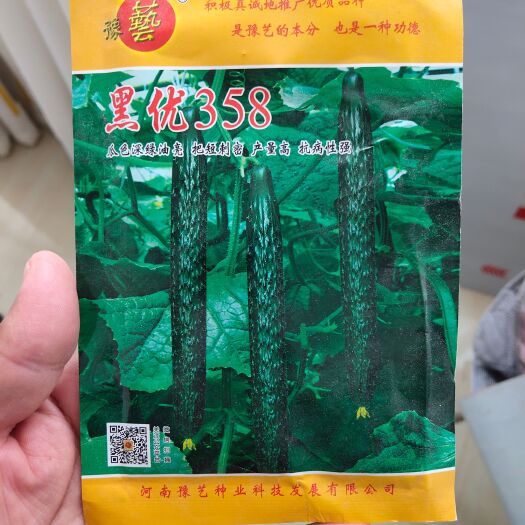 豫藝
积极真诚地推广优质品种
是豫艺的本分 也是一种功德
黑优358
瓜色深绿油亮 把短刺密 产量高 抗病性强
河南豫艺种业科技发展有限公司